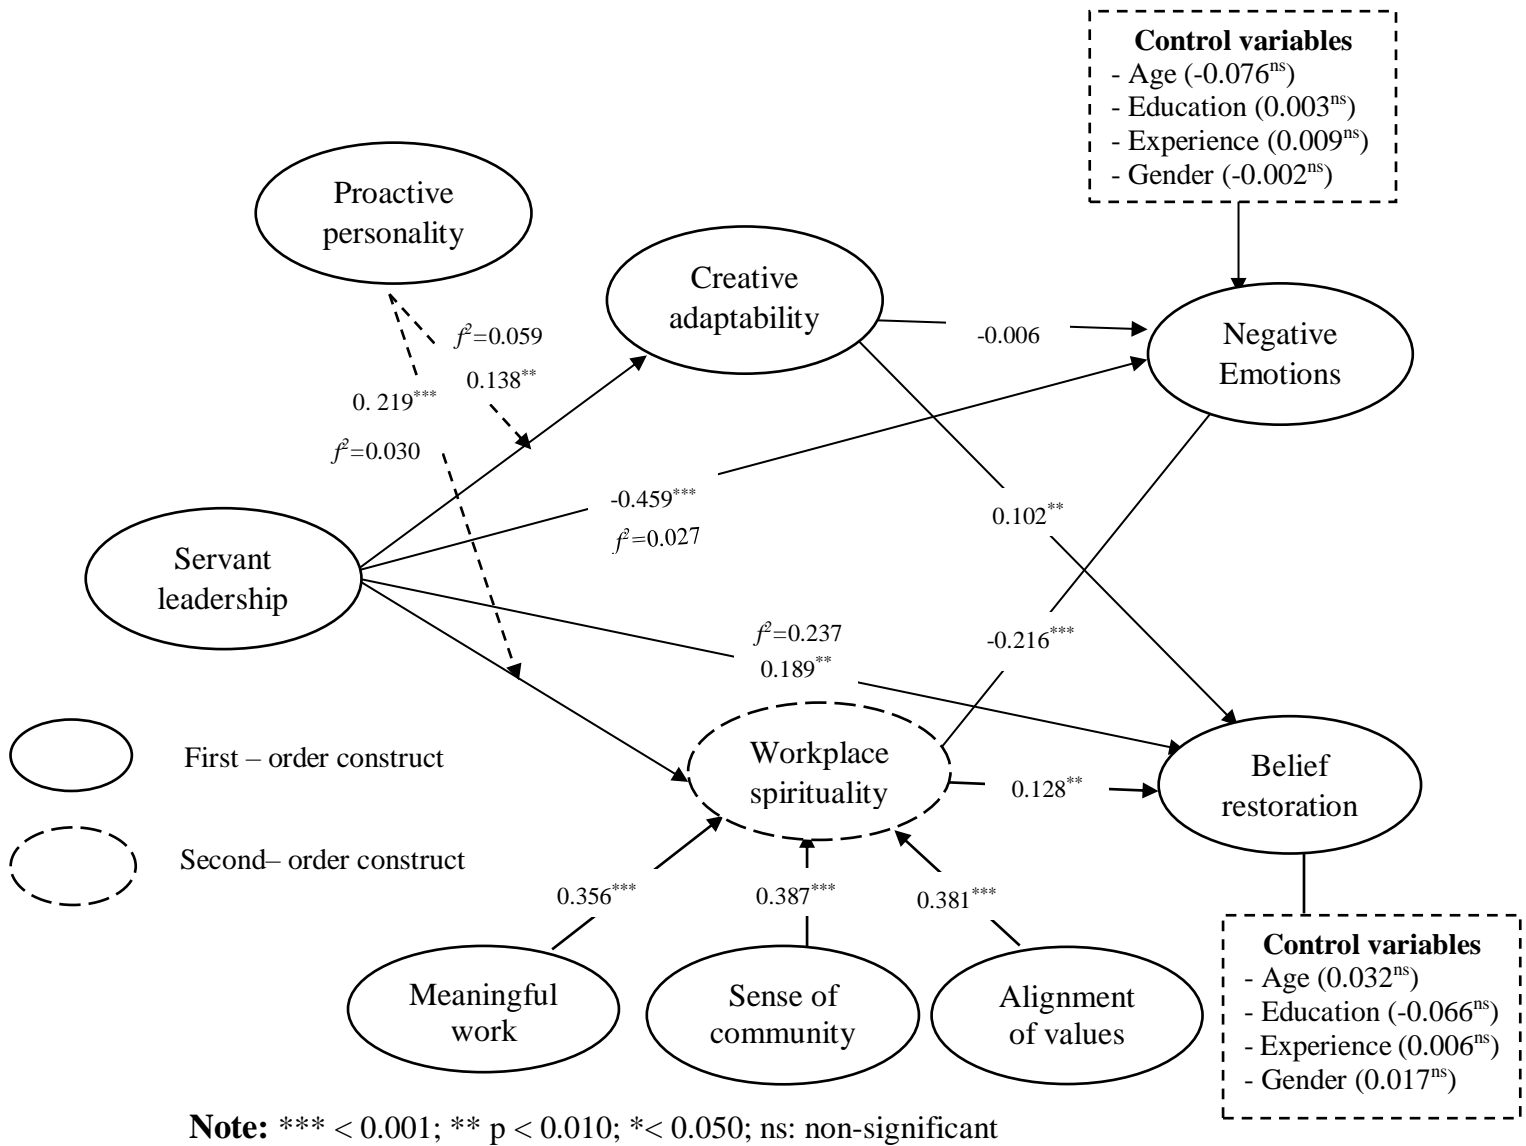 Control variables
- Age (-0.076ns)
- Education (0.003ns)
- Experience (0.009ns)
- Gender (-0.002ns)
Proactive
personality
Creative
adaptability
Negative
Emotions
f²=0.059
0.138**
0. 219***
f²=0.030
-0.006
-0.459***
f²=0.027
0.102**
Servant
leadership
f²=0.237
0.189**
-0.216***
Workplace
spirituality
0.128**
Belief
restoration
First – order construct
Second– order construct
0.356***
0.387***
0.381***
Meaningful
work
Sense of
community
Alignment
of values
Control variables
- Age (0.032ns)
- Education (-0.066ns)
- Experience (0.006ns)
- Gender (0.017ns)
Note: *** < 0.001; ** p < 0.010; *< 0.050; ns: non-significant